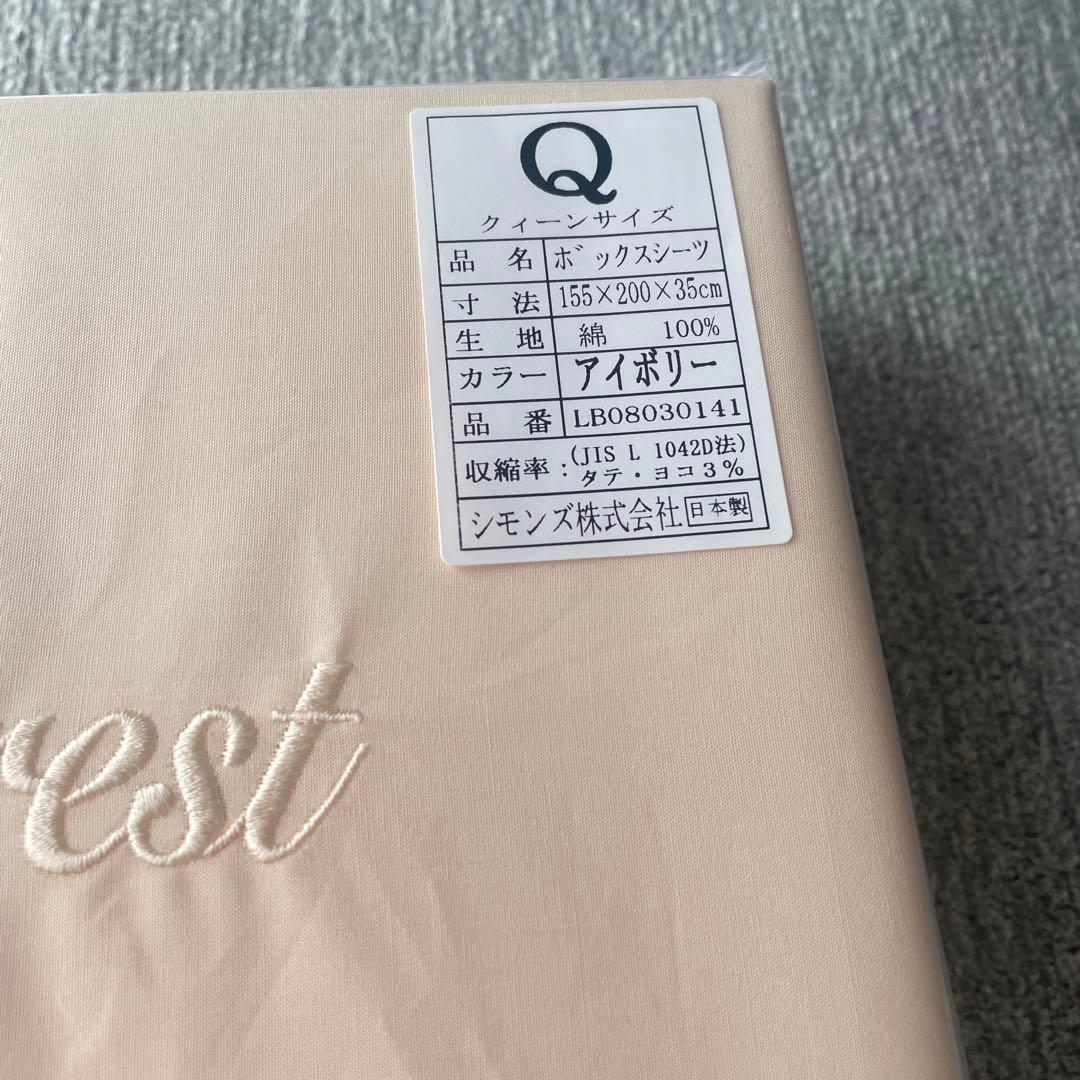 Q
クィーンサイズ
品名 ボックスシーツ
寸法 155×200×35cm
生地 綿 100%
カラー アイボリー
品番 LB08030141
収縮率:(JIS L 1042D法)
タテ・ヨコ3%
シモンズ株式会社 日本製
rest